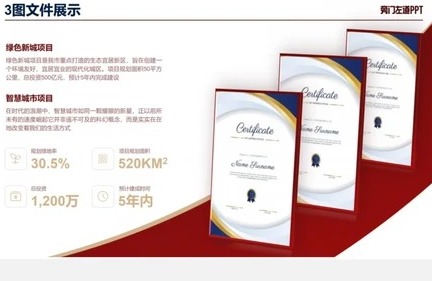 3图文件展示
旁门左道PPT
绿色新城项目
绿色新城项目是我市重点打造的生态宜居新区，旨在创建一
个环境友好、宜居宜业的现代化城区。项目规划面积50平方
公里，总投资500亿元，预计5年内完成建设
智慧城市项目
在时代的浪潮中，智慧城市如同一颗耀眼的新星，正以前所
未有的速度崛起它并非遥不可及的科幻概念，而是实实在在
地改变着我们的生活方式
规划绿地率
30.5%
项目规划面积
520KM²
总投资
1,200万
预计建成时间
5年内
Certificate
Name Surname
Certificate
Name Surname
Certificate
Name Surname